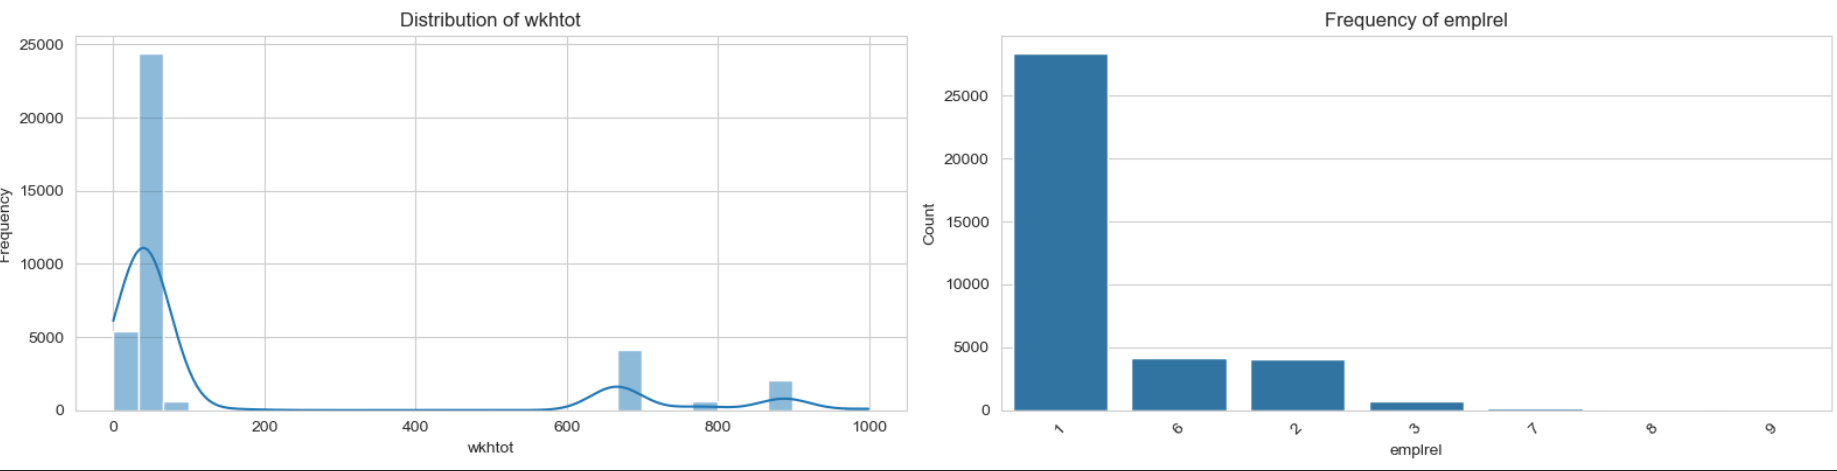 Distribution of wkhtot
25000
20000
15000
10000
5000
0
Frequency
0 200 400 600 800 1000
wkhtot
Frequency of emplrel
25000
20000
15000
10000
5000
0
Count
1 6 2 3 7 8 9
emplrel